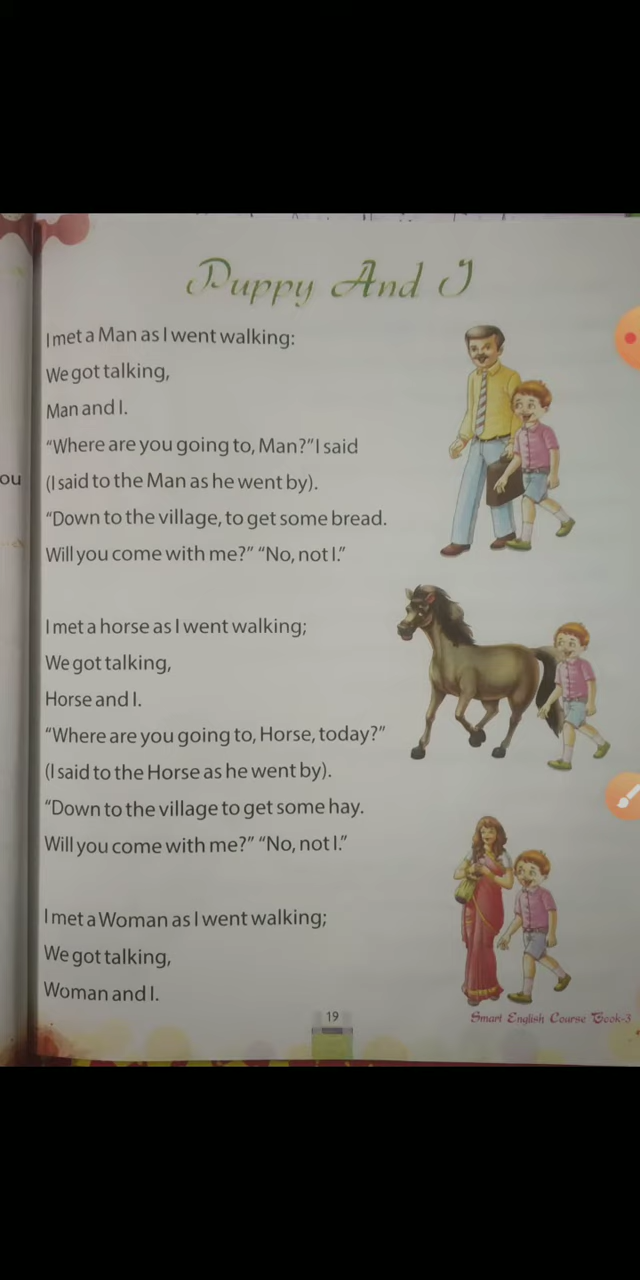 Puppy And I
I met a Man as I went walking:
We got talking,
Man and I.
“Where are you going to, Man?” I said
(I said to the Man as he went by).
“Down to the village, to get some bread.
Will you come with me?” “No, not I.”
I met a horse as I went walking;
We got talking,
Horse and I.
“Where are you going to, Horse, today?”
(I said to the Horse as he went by).
“Down to the village to get some hay.
Will you come with me?” “No, not I.”
I met a Woman as I went walking;
We got talking,
Woman and I.
19
Smart English Course Book-3
ou